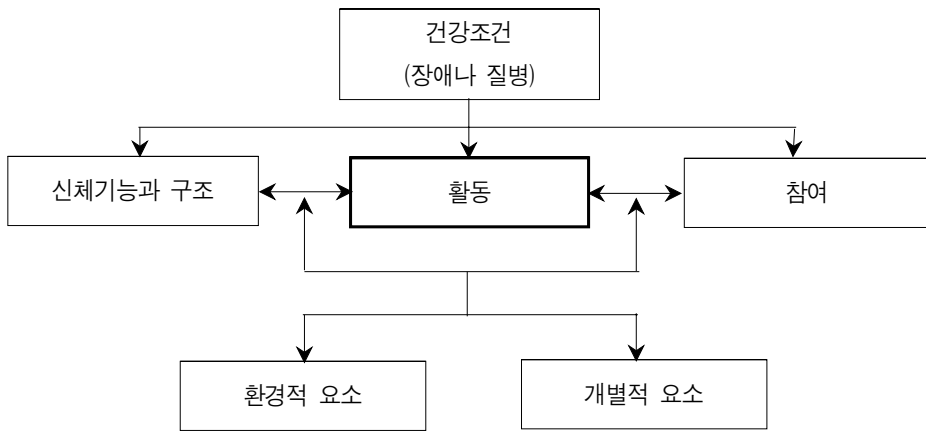 건강조건
(장애나 질병)
신체기능과 구조
활동
참여
환경적 요소
개별적 요소